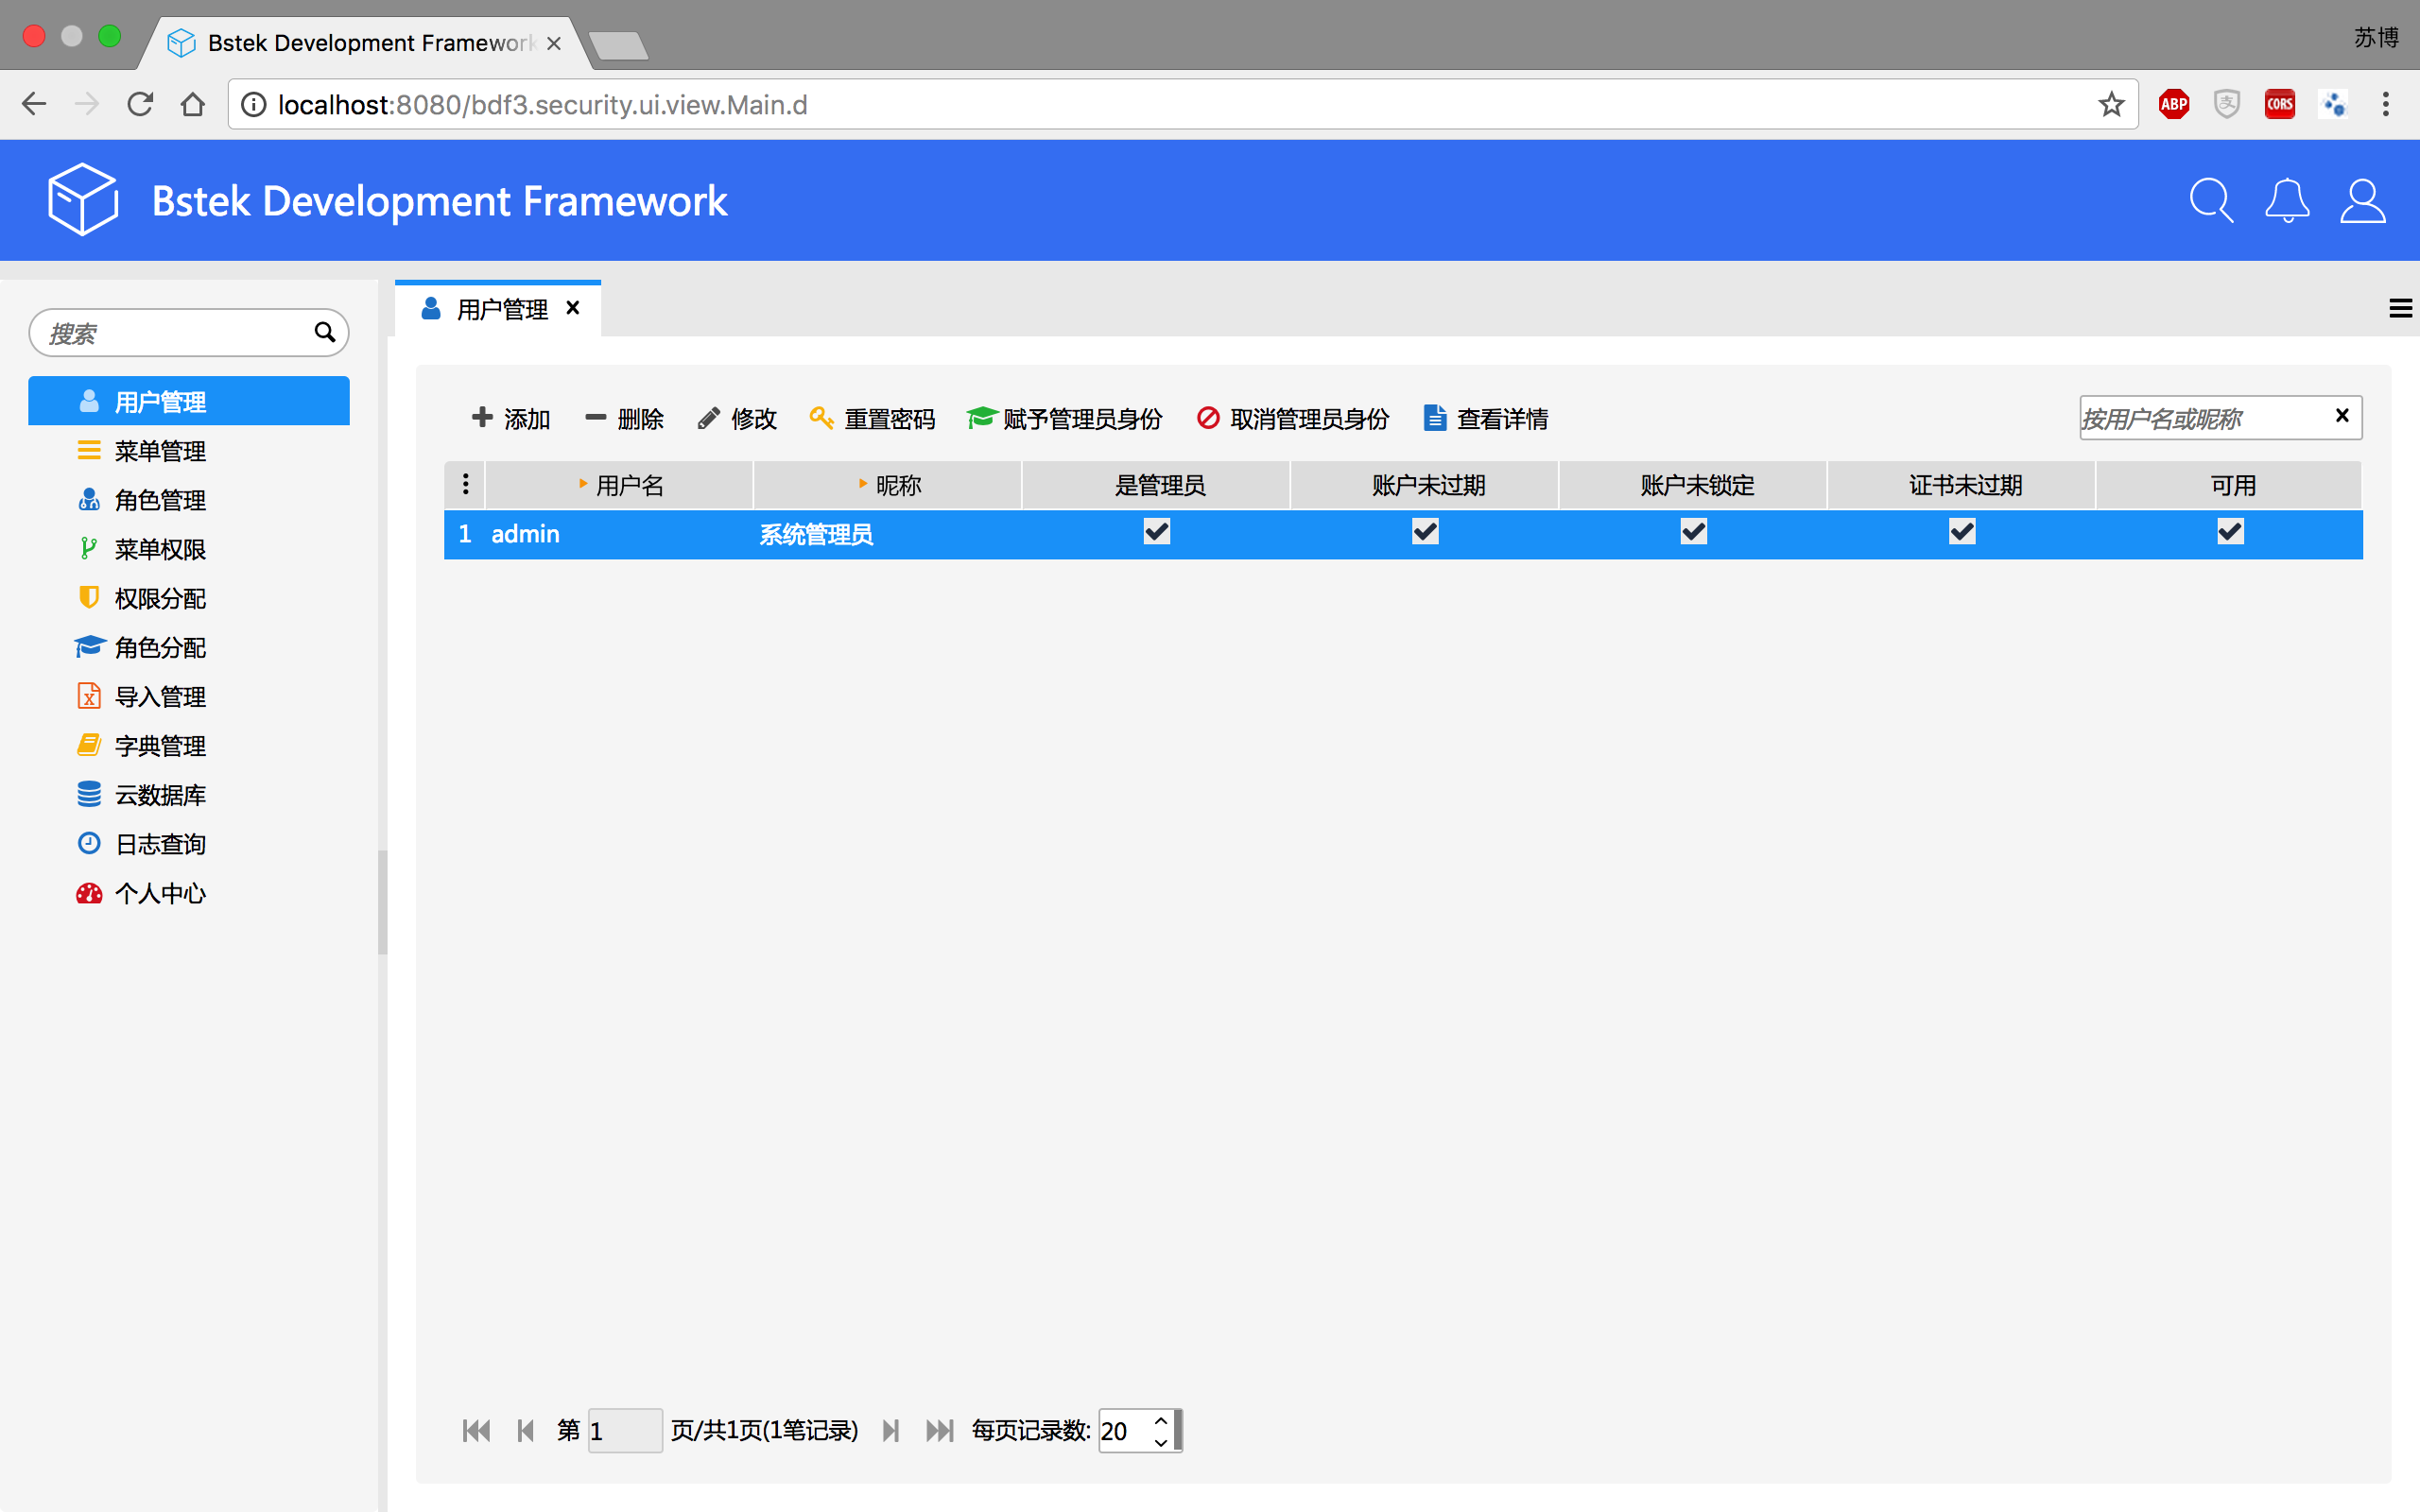 Bstek Development Framework
苏博
localhost:8080/bdf3.security.ui.view.Main.d
ABP
支
CORS
Bstek Development Framework
搜索
用户管理
菜单管理
角色管理
菜单权限
权限分配
角色分配
导入管理
字典管理
云数据库
日志查询
个人中心
用户管理
添加 删除 修改 重置密码 赋予管理员身份 取消管理员身份 查看详情 按用户名或昵称
用户名 昵称 是管理员 账户未过期 账户未锁定 证书未过期 可用
1 admin 系统管理员
第 1 页/共1页(1笔记录) 每页记录数: 20